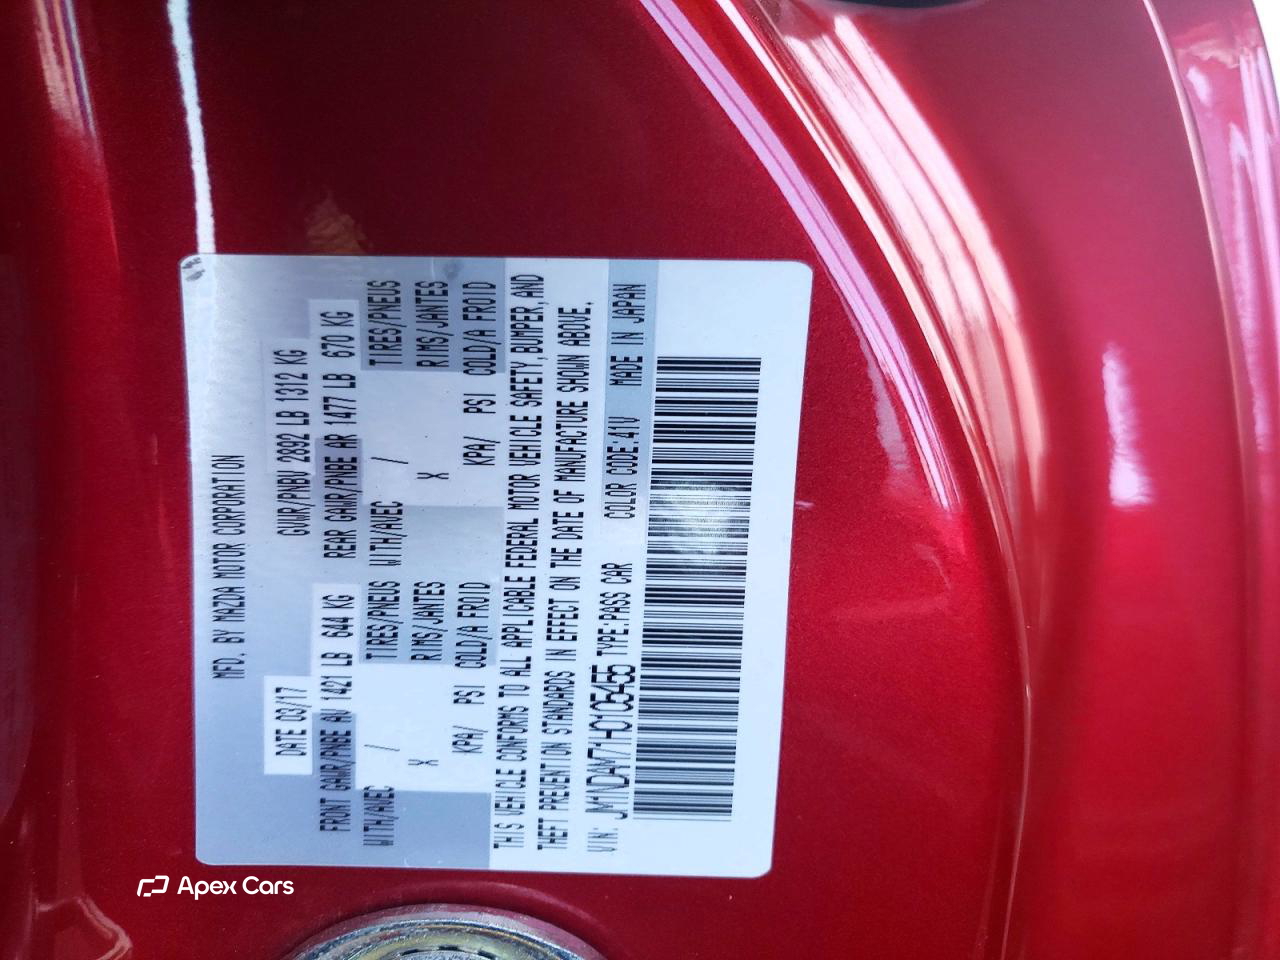 MFD. BY MAZDA MOTOR CORPORATION
DATE 03/17 GVWR/PNBV 2892 LB 1312 KG
FRONT GAWR/PNBE AV 1421 LB 644 KG REAR GAWR/PNBE AR 1477 LB 670 KG
WITH/AVEC / TIRES/PNEUS WITH/AVEC / TIRES/PNEUS
X RIMS/JANTES X RIMS/JANTES
KPA/ PSI COLD/A FROID KPA/ PSI COLD/A FROID
THIS VEHICLE CONFORMS TO ALL APPLICABLE FEDERAL MOTOR VEHICLE SAFETY, BUMPER, AND
THEFT PREVENTION STANDARDS IN EFFECT ON THE DATE OF MANUFACTURE SHOWN ABOVE.
VIN: JM1NDAM71H0105455 TYPE:PASS CAR COLOR CODE:41V MADE IN JAPAN
Apex Cars